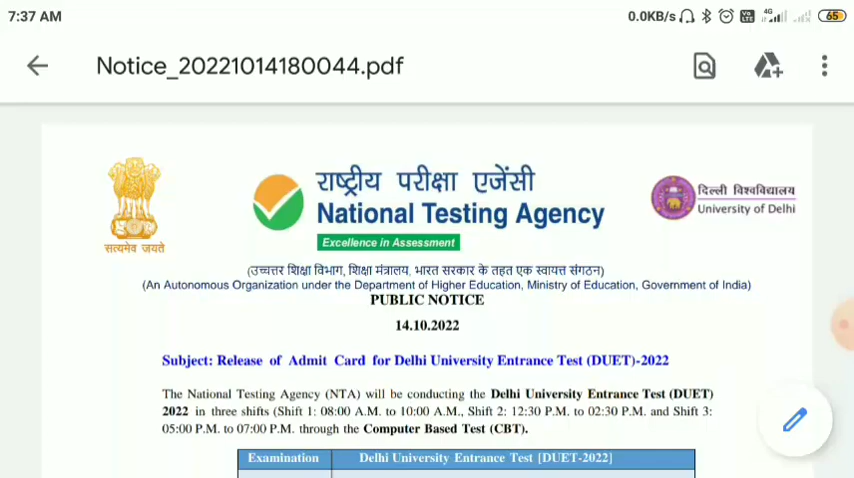 7:37 AM
0.0KB/s
Vo LTE
4G
65
Notice_20221014180044.pdf
सत्यमेव जयते
राष्ट्रीय परीक्षा एजेंसी
National Testing Agency
Excellence in Assessment
दिल्ली विश्वविद्यालय
University of Delhi
(उच्चत्तर शिक्षा विभाग, शिक्षा मंत्रालय, भारत सरकार के तहत एक स्वायत्त संगठन)
(An Autonomous Organization under the Department of Higher Education, Ministry of Education, Government of India)
PUBLIC NOTICE
14.10.2022
Subject: Release of Admit Card for Delhi University Entrance Test (DUET)-2022
The National Testing Agency (NTA) will be conducting the Delhi University Entrance Test (DUET)
2022 in three shifts (Shift 1: 08:00 A.M. to 10:00 A.M., Shift 2: 12:30 P.M. to 02:30 P.M. and Shift 3:
05:00 P.M. to 07:00 P.M. through the Computer Based Test (CBT).
Examination Delhi University Entrance Test [DUET-2022]